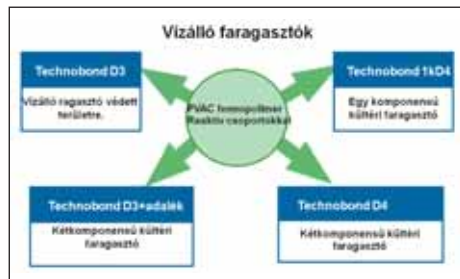 Vízálló faragasztók
Technobond D3
Vízálló ragasztó védett
területre.
Technobond 1kD4
Egy komponensű
kültéri faragasztó
PVAC homopolimer
Reaktív csoportokkal
Technobond D3+adalék
Kétkomponensű kültéri
faragasztó
Technobond D4
Kétkomponensű kültéri
faragasztó